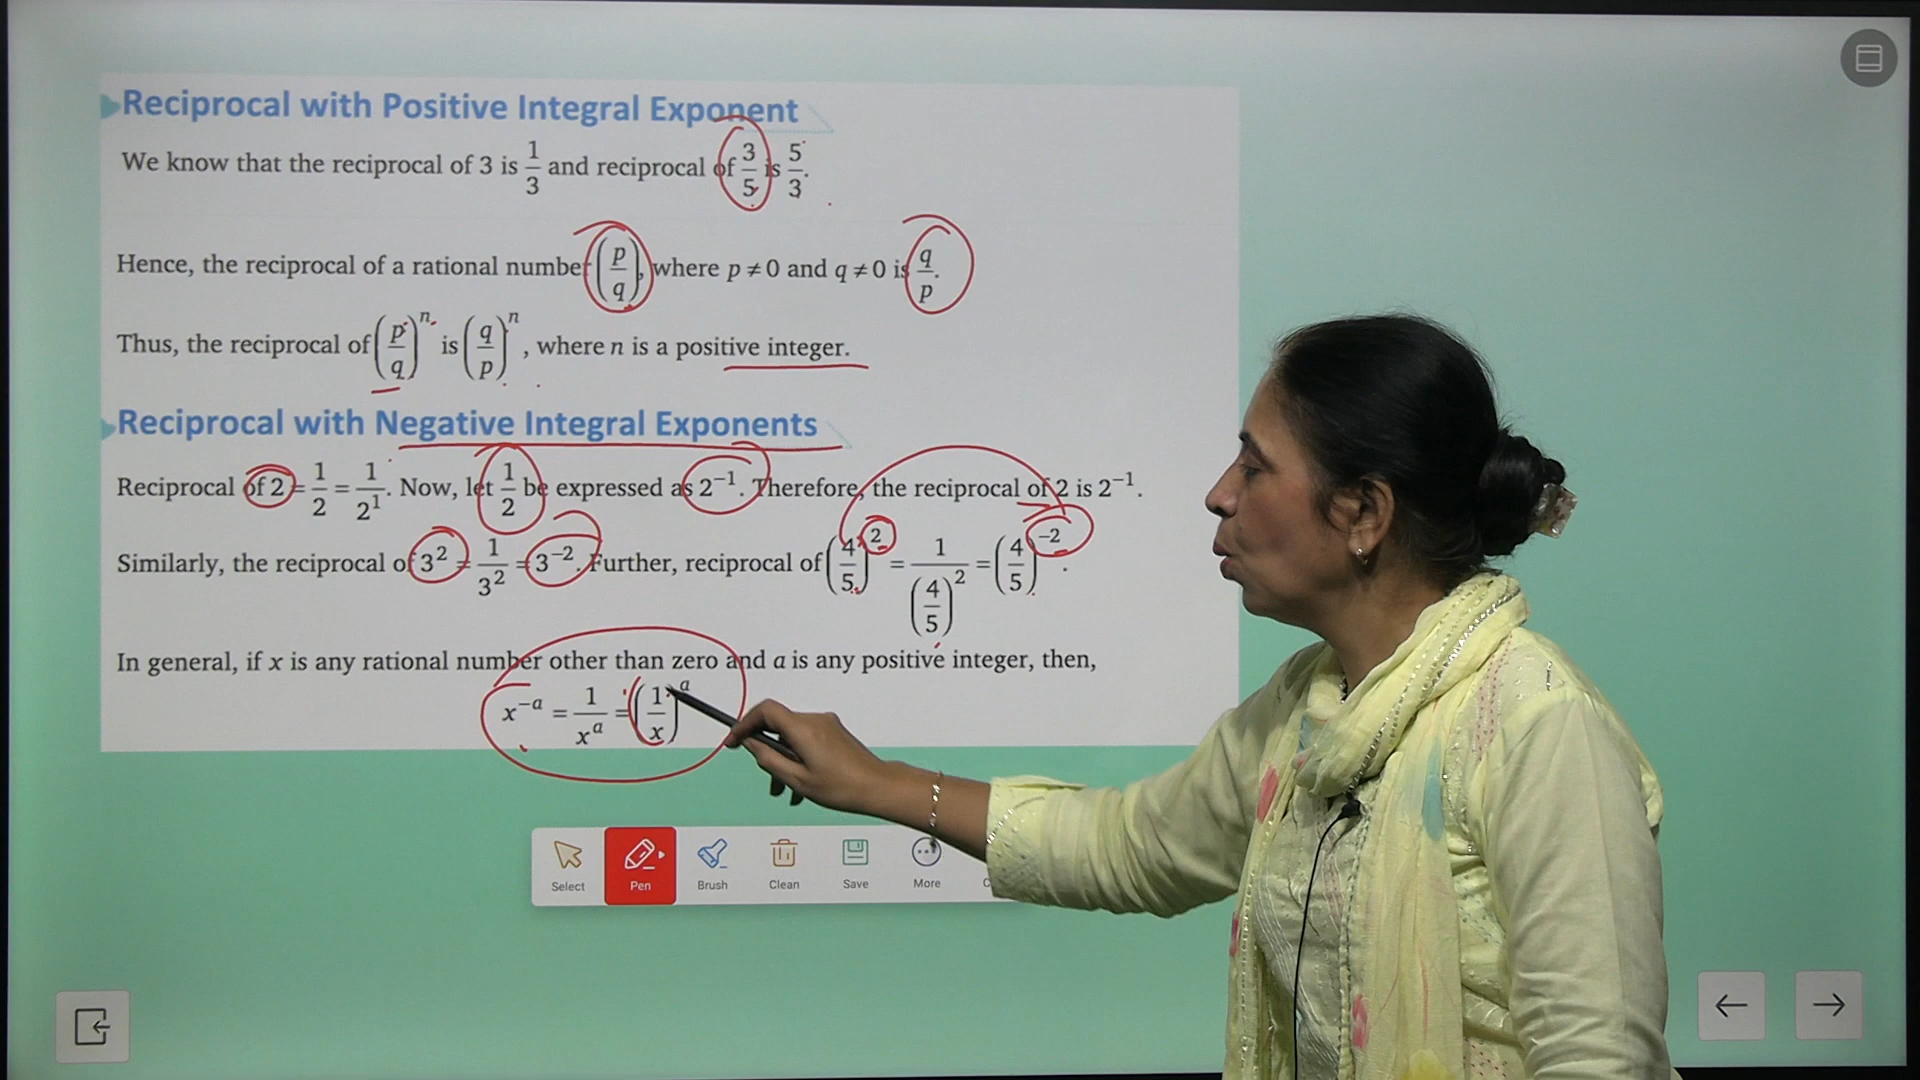 Reciprocal with Positive Integral Exponent
We know that the reciprocal of 3 is 1/3 and reciprocal of 3/5 is 5/3.
Hence, the reciprocal of a rational number (p/q), where p ≠ 0 and q ≠ 0 is q/p.
Thus, the reciprocal of (p/q)ⁿ is (q/p)ⁿ, where n is a positive integer.
Reciprocal with Negative Integral Exponents
Reciprocal of 2 = 1/2 = 1/2¹. Now, let 1/2 be expressed as 2⁻¹. Therefore, the reciprocal of 2 is 2⁻¹.
Similarly, the reciprocal of 3² = 1/3² = 3⁻². Further, reciprocal of (4/5)² = 1/(4/5)² = (4/5)⁻².
In general, if x is any rational number other than zero and a is any positive integer, then,
x⁻ᵃ = 1/xᵃ = (1/x)ᵃ
Select Pen Brush Clean Save More